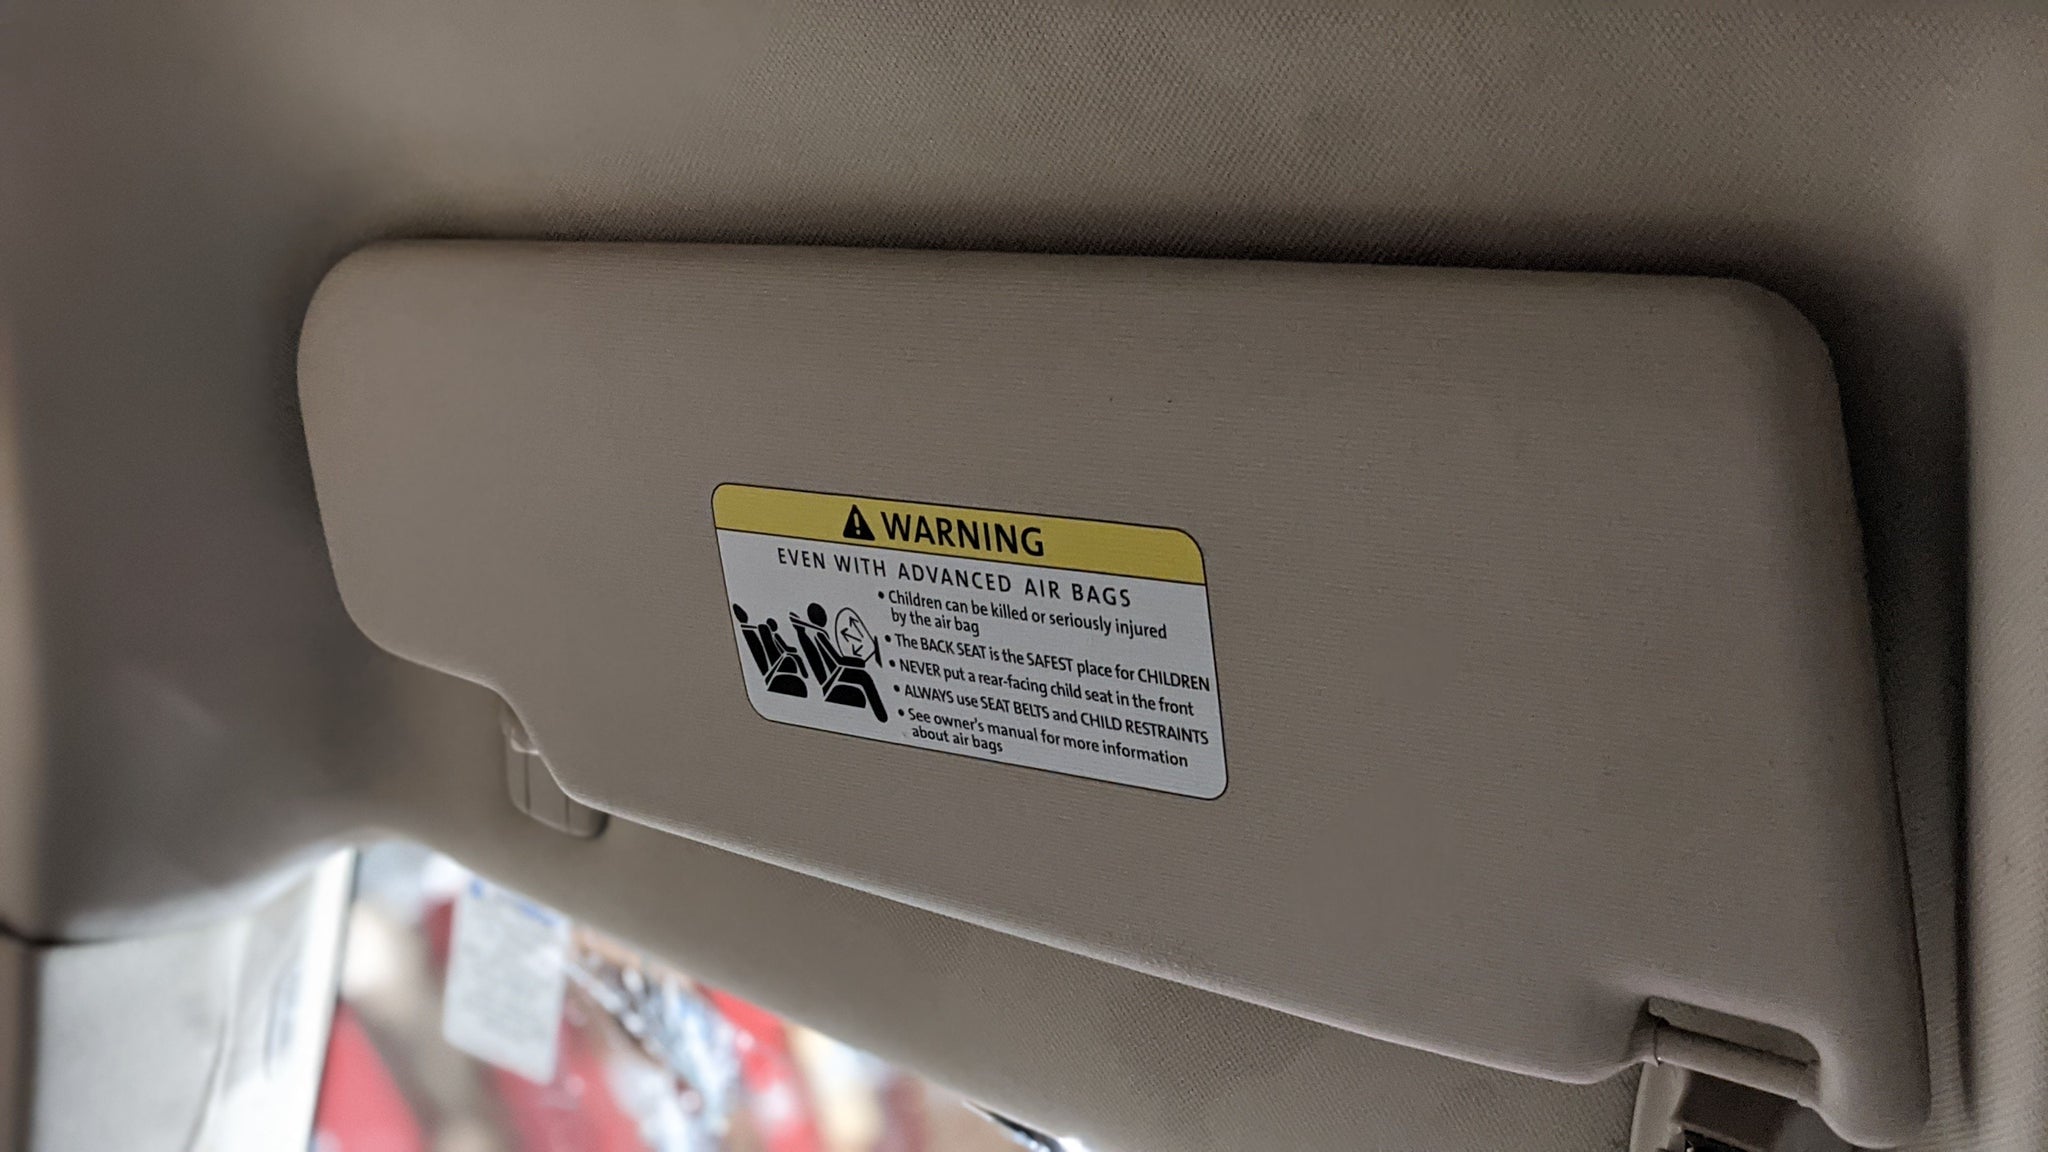 WARNING
EVEN WITH ADVANCED AIR BAGS
• Children can be killed or seriously injured
by the air bag
• The BACK SEAT is the SAFEST place for CHILDREN
• NEVER put a rear-facing child seat in the front
• ALWAYS use SEAT BELTS and CHILD RESTRAINTS
• See owner's manual for more information
about air bags